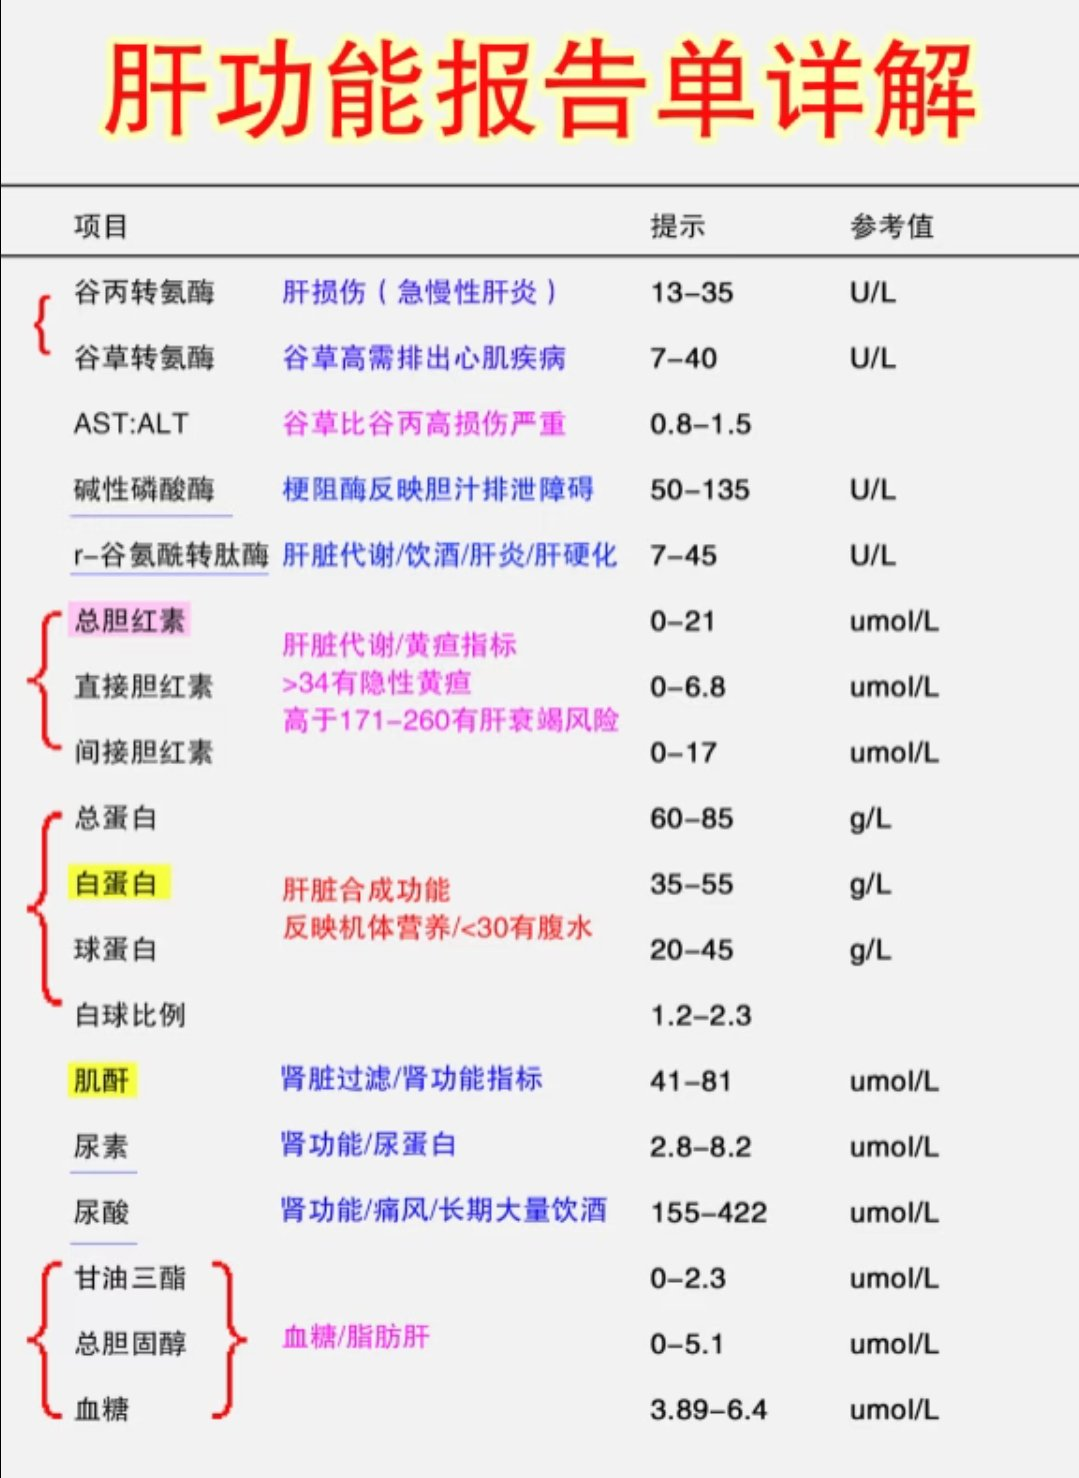 肝功能报告单详解
项目 提示 参考值
谷丙转氨酶 肝损伤（急慢性肝炎） 13-35 U/L
谷草转氨酶 谷草高需排出心肌疾病 7-40 U/L
AST:ALT 谷草比谷丙高损伤严重 0.8-1.5
碱性磷酸酶 梗阻酶反映胆汁排泄障碍 50-135 U/L
r-谷氨酰转肽酶 肝脏代谢/饮酒/肝炎/肝硬化 7-45 U/L
总胆红素 0-21 umol/L
肝脏代谢/黄疸指标
直接胆红素 >34有隐性黄疸 0-6.8 umol/L
高于171-260有肝衰竭风险
间接胆红素 0-17 umol/L
总蛋白 60-85 g/L
白蛋白 肝脏合成功能 35-55 g/L
反映机体营养/<30有腹水
球蛋白 20-45 g/L
白球比例 1.2-2.3
肌酐 肾脏过滤/肾功能指标 41-81 umol/L
尿素 肾功能/尿蛋白 2.8-8.2 umol/L
尿酸 肾功能/痛风/长期大量饮酒 155-422 umol/L
甘油三酯 0-2.3 umol/L
总胆固醇 血糖/脂肪肝 0-5.1 umol/L
血糖 3.89-6.4 umol/L